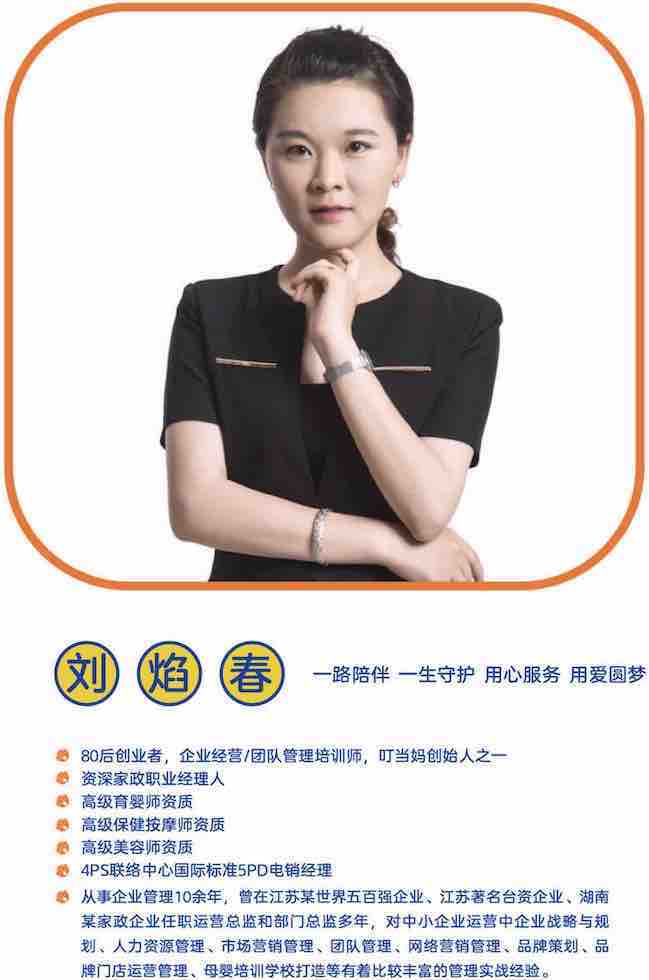 刘 焰 春 一路陪伴 一生守护 用心服务 用爱圆梦
80后创业者，企业经营/团队管理培训师，叮当妈创始人之一
资深家政职业经理人
高级育婴师资质
高级保健按摩师资质
高级美容师资质
4PS联络中心国际标准5PD电销经理
从事企业管理10余年，曾在江苏某世界五百强企业、江苏著名台资企业、湖南
某家政企业任职运营总监和部门总监多年，对中小企业运营中企业战略与规
划、人力资源管理、市场营销管理、团队管理、网络营销管理、品牌策划、品
牌门店运营管理、母婴培训学校打造等有着比较丰富的管理实战经验。